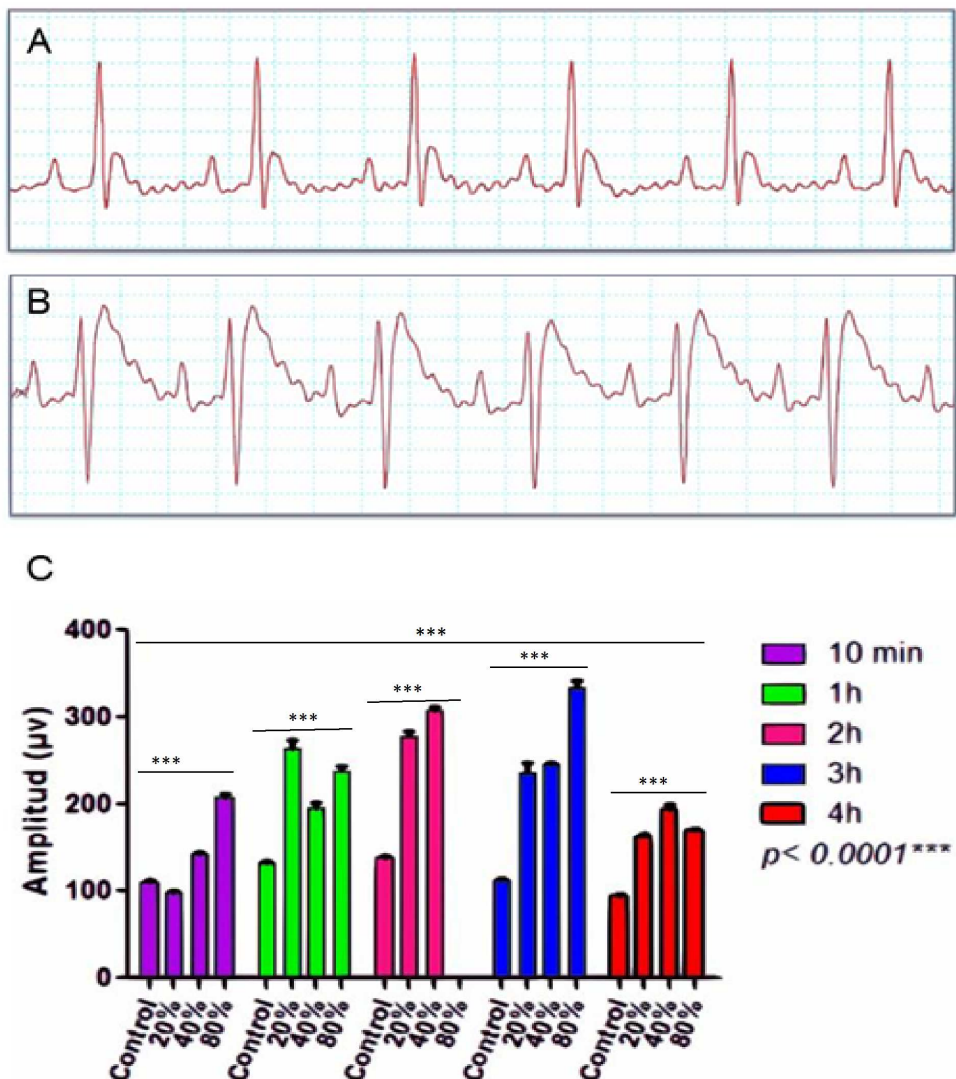 A
B
C
400
300
200
100
0
Amplitud (µv)
***
***
***
***
***
***
Control
20%
40%
80%
Control
20%
40%
80%
Control
20%
40%
80%
Control
20%
40%
80%
Control
20%
40%
80%
10 min
1h
2h
3h
4h
p< 0.0001***